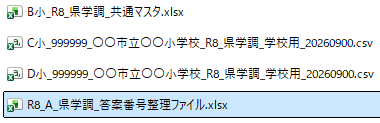 B小_R8_県学調_共通マスタ.xlsx
C小_999999_〇〇市立〇〇小学校_R8_県学調_学校用_20260900.csv
D小_999999_〇〇市立〇〇小学校_R8_県学調_学校用_20260900.csv
R8_A_県学調_答案番号整理ファイル.xlsx